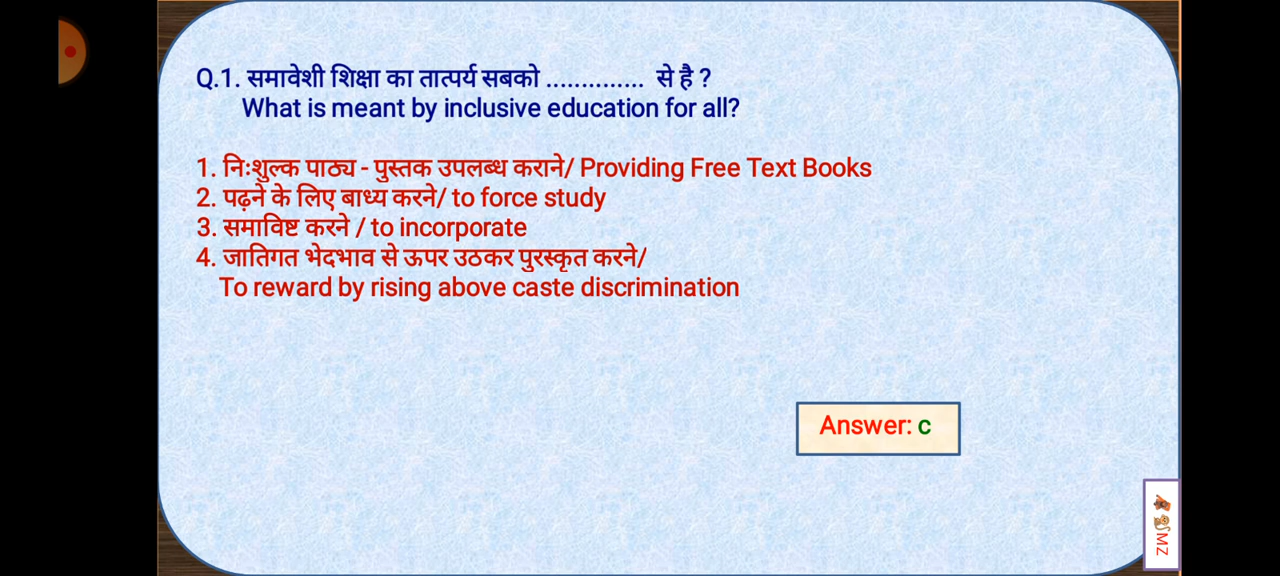 Q.1. समावेशी शिक्षा का तात्पर्य सबको .............. से है ?
What is meant by inclusive education for all?
1. निःशुल्क पाठ्य - पुस्तक उपलब्ध कराने/ Providing Free Text Books
2. पढ़ने के लिए बाध्य करने/ to force study
3. समाविष्ट करने / to incorporate
4. जातिगत भेदभाव से ऊपर उठकर पुरस्कृत करने/
To reward by rising above caste discrimination
Answer: c
MZ